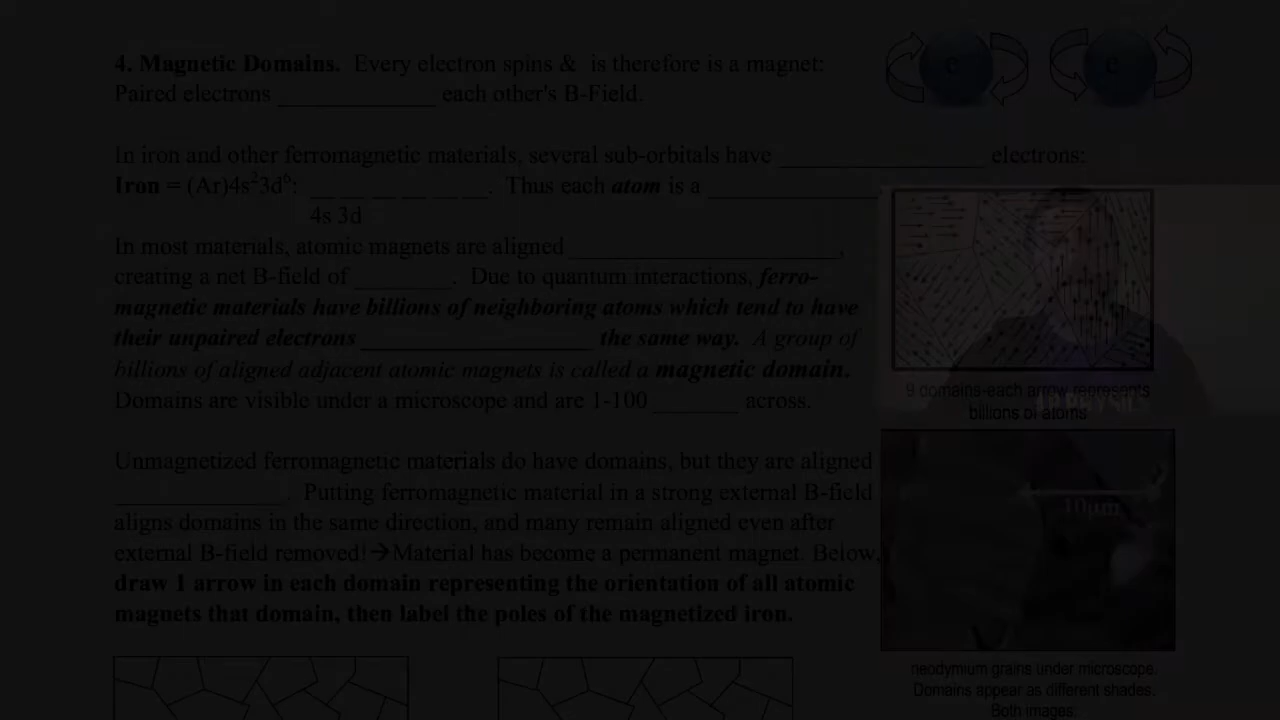 4. Magnetic Domains. Every electron spins & is therefore is a magnet:
Paired electrons _____________ each other's B-Field.
e e
In iron and other ferromagnetic materials, several sub-orbitals have _________________ electrons:
Iron = (Ar)4s²3d⁶: __ __ __ __ __ __. Thus each atom is a _______________
4s 3d
In most materials, atomic magnets are aligned _______________________,
creating a net B-field of ________. Due to quantum interactions, ferro-
magnetic materials have billions of neighboring atoms which tend to have
their unpaired electrons ____________________ the same way. A group of
billions of aligned adjacent atomic magnets is called a magnetic domain.
Domains are visible under a microscope and are 1-100 _______ across.
9 domains-each arrow represents
billions of atoms
Unmagnetized ferromagnetic materials do have domains, but they are aligned
_______________. Putting ferromagnetic material in a strong external B-field
aligns domains in the same direction, and many remain aligned even after
external B-field removed!→Material has become a permanent magnet. Below,
draw 1 arrow in each domain representing the orientation of all atomic
magnets that domain, then label the poles of the magnetized iron.
10μm
neodymium grains under microscope.
Domains appear as different shades.
Both images: